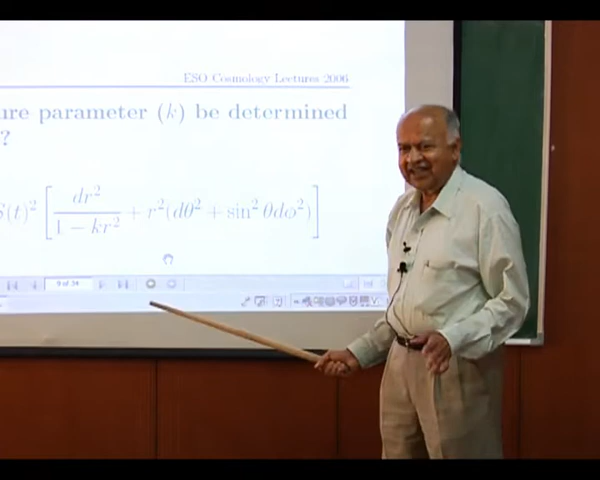 ESO Cosmology Lectures 2006
ure parameter (k) be determined
?
S(t)² [ dr² / 1 − kr² + r²(dθ² + sin² θdφ²) ]
9 of 34